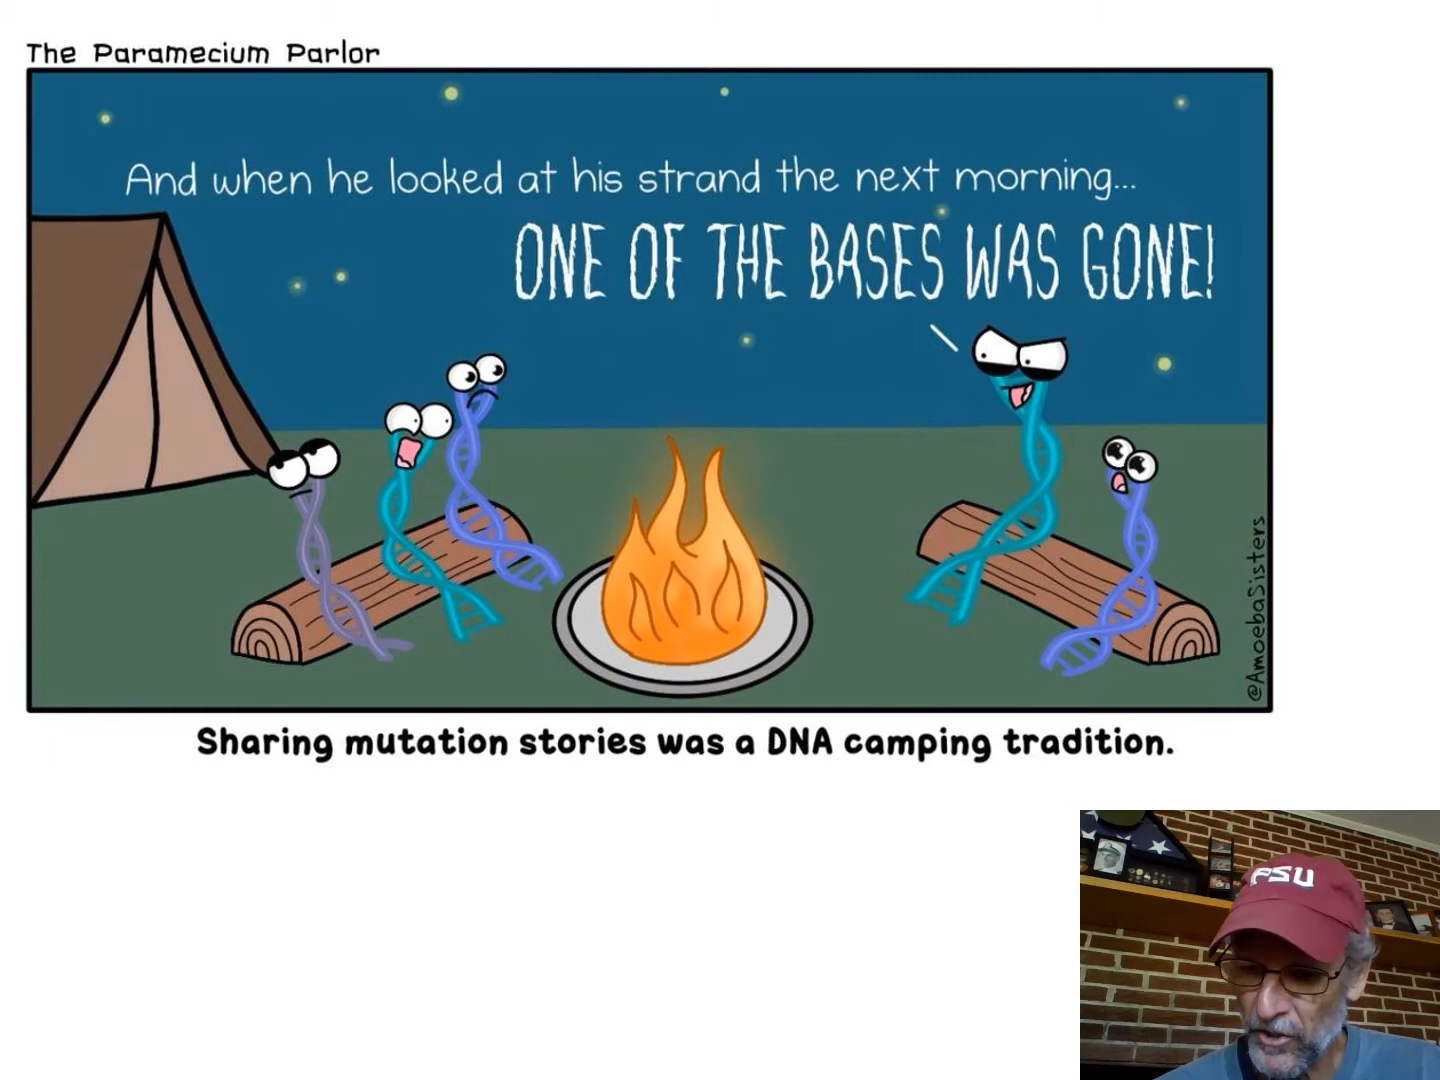 The Paramecium Parlor
And when he looked at his strand the next morning...
ONE OF THE BASES WAS GONE!
@AmoebaSisters
Sharing mutation stories was a DNA camping tradition.
FSU